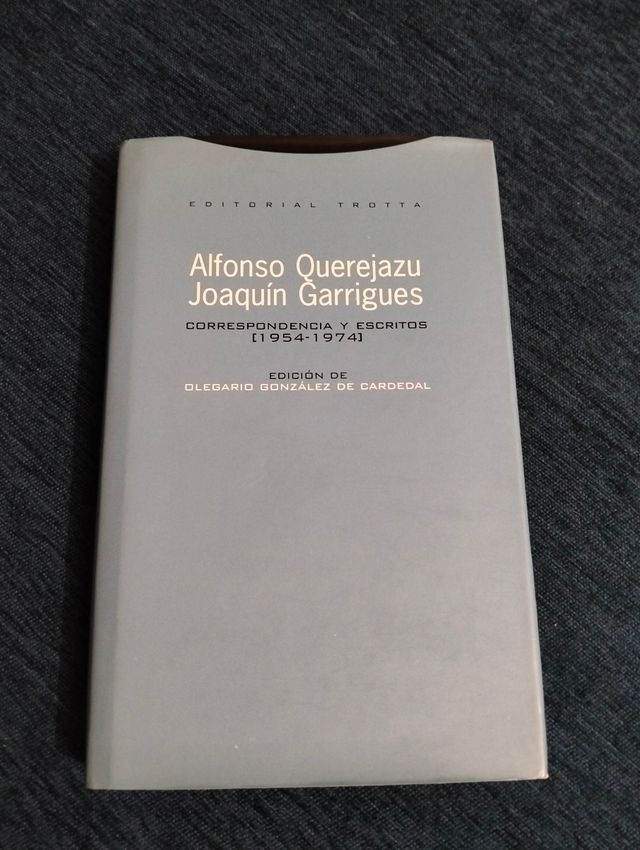 EDITORIAL TROTTA
Alfonso Querejazu
Joaquín Garrigues
CORRESPONDENCIA Y ESCRITOS
[1954-1974]
EDICIÓN DE
OLEGARIO GONZÁLEZ DE CARDEDAL